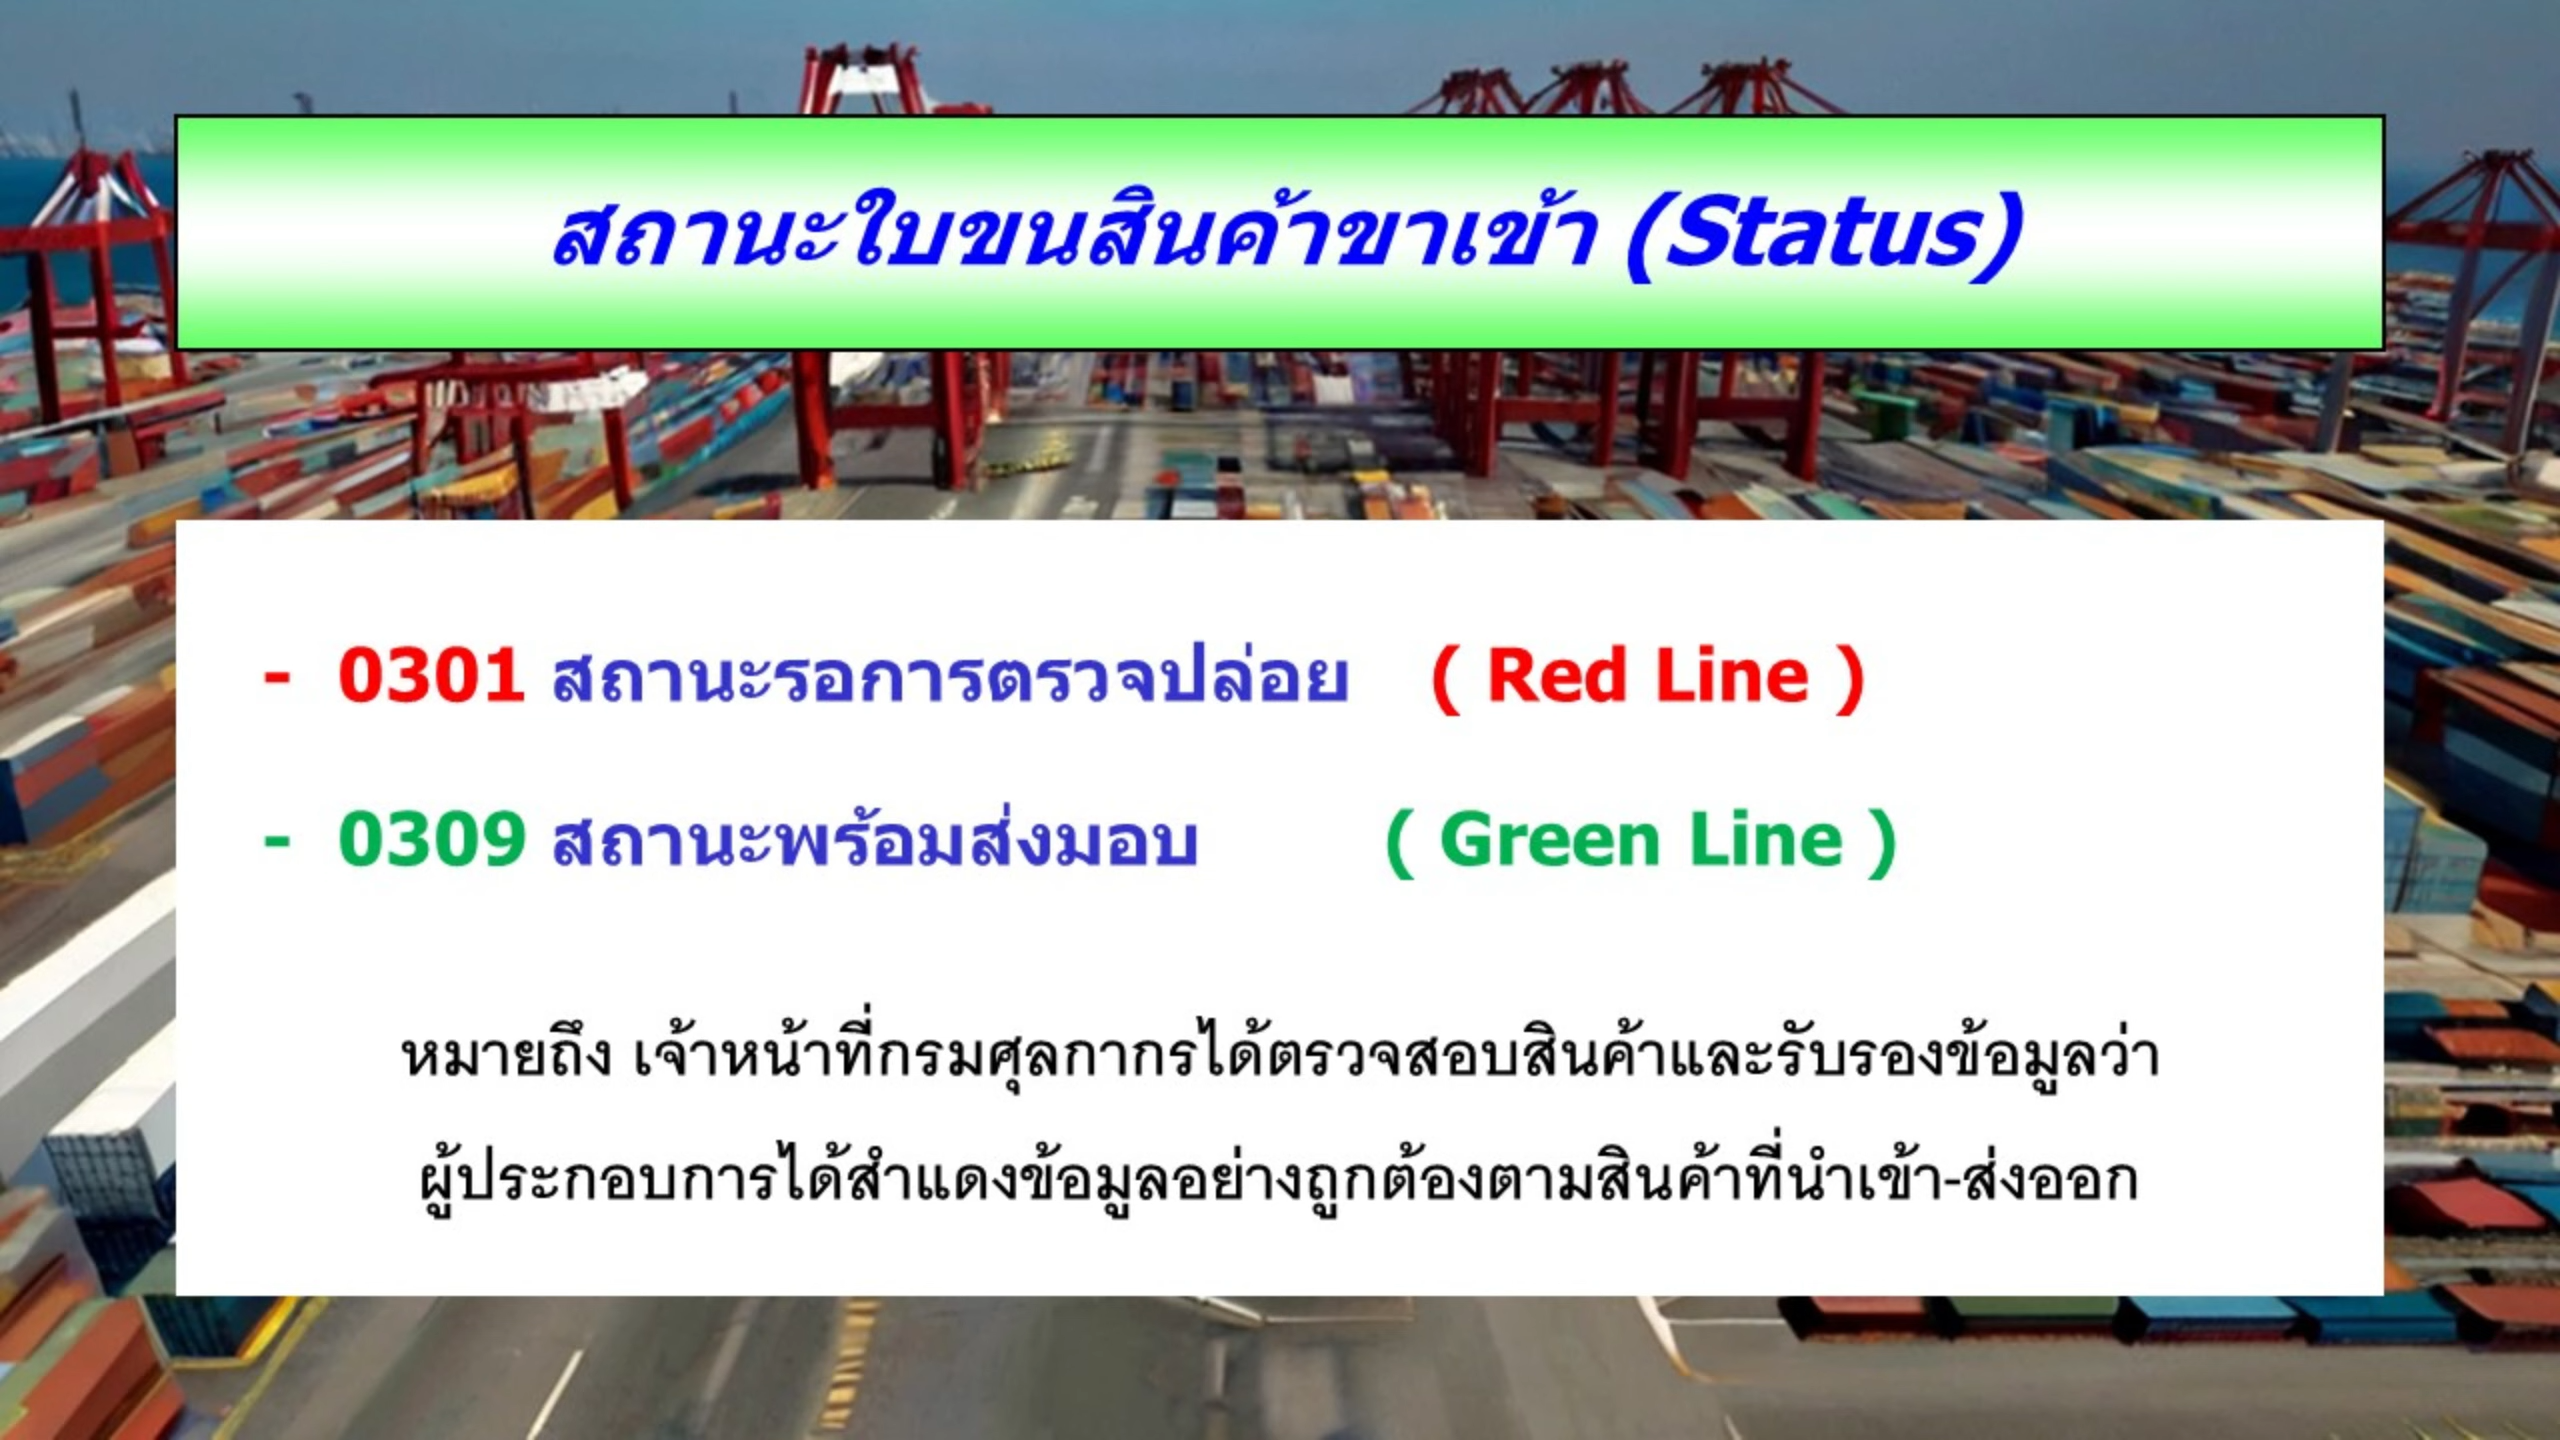 สถานะใบขนสินค้าขาเข้า (Status)
- 0301 สถานะรอการตรวจปล่อย ( Red Line )
- 0309 สถานะพร้อมส่งมอบ ( Green Line )
หมายถึง เจ้าหน้าที่กรมศุลกากรได้ตรวจสอบสินค้าและรับรองข้อมูลว่า
ผู้ประกอบการได้สำแดงข้อมูลอย่างถูกต้องตามสินค้าที่นำเข้า-ส่งออก